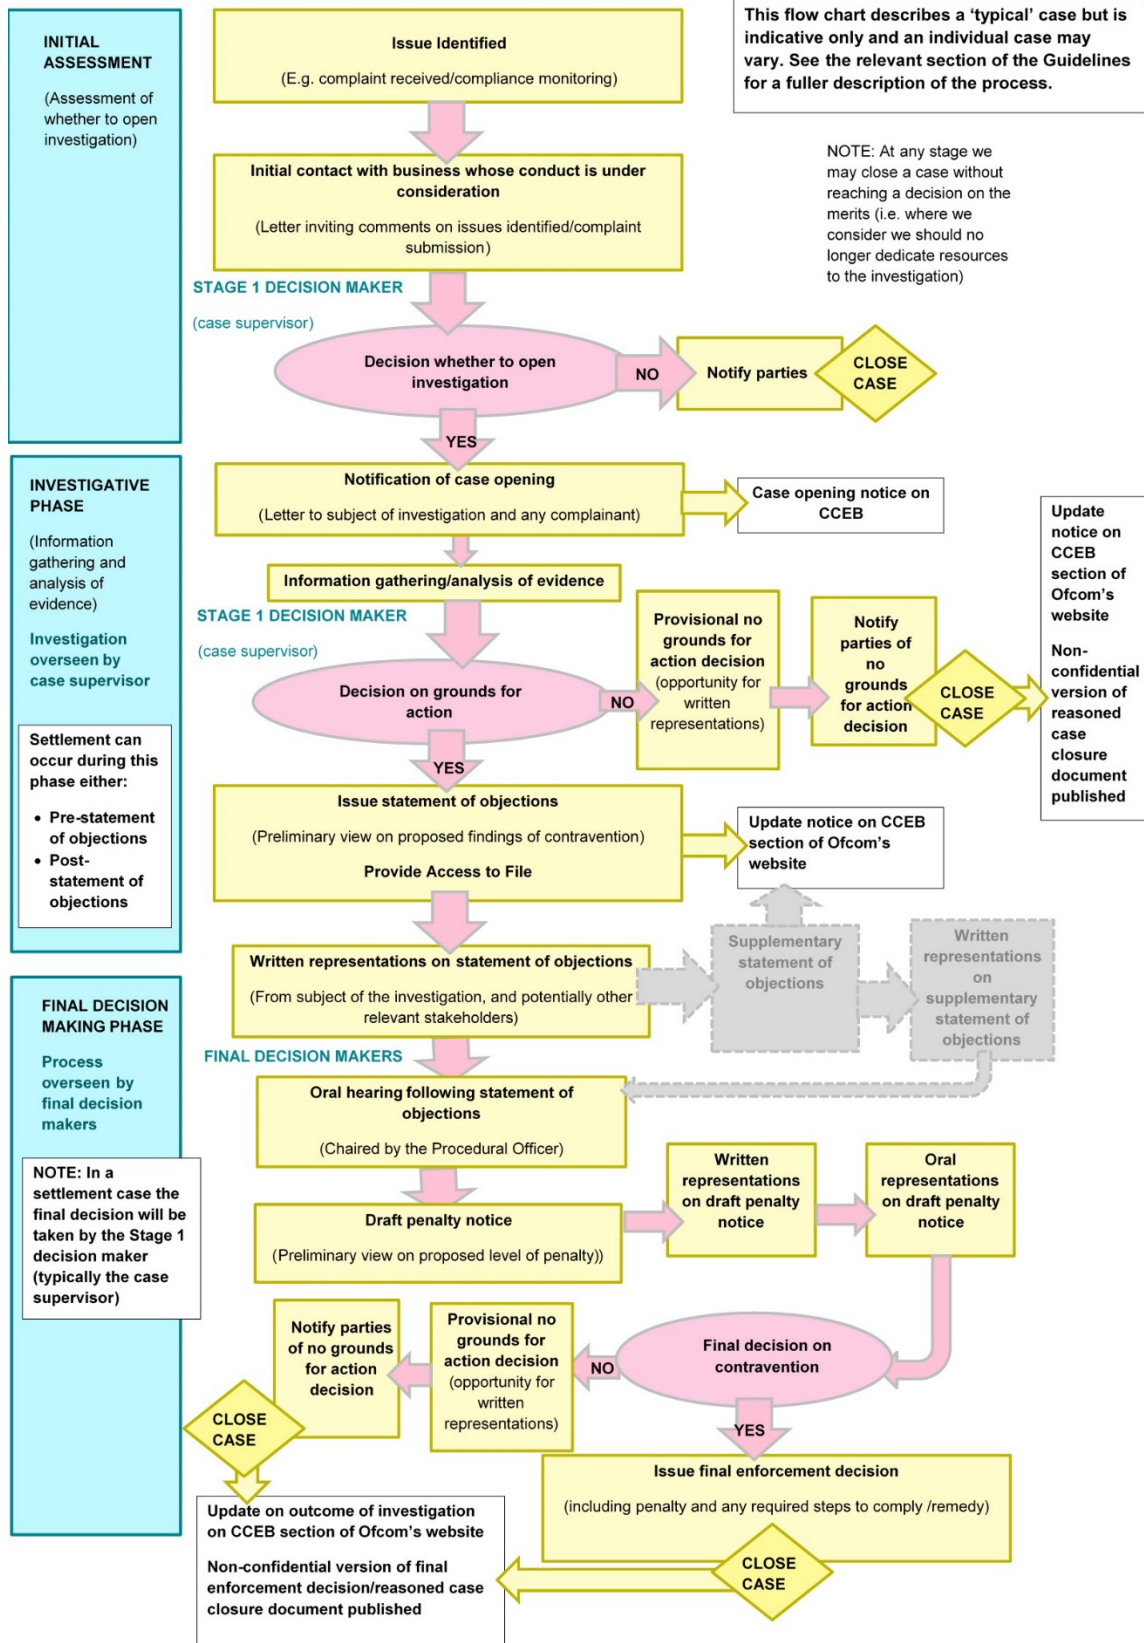 This flow chart describes a ‘typical’ case but is
indicative only and an individual case may
vary. See the relevant section of the Guidelines
for a fuller description of the process.
INITIAL
ASSESSMENT
(Assessment of
whether to open
investigation)
Issue Identified
(E.g. complaint received/compliance monitoring)
NOTE: At any stage we
may close a case without
reaching a decision on the
merits (i.e. where we
consider we should no
longer dedicate resources
to the investigation)
Initial contact with business whose conduct is under
consideration
(Letter inviting comments on issues identified/complaint
submission)
STAGE 1 DECISION MAKER
(case supervisor)
Decision whether to open
investigation
NO
Notify parties
CLOSE
CASE
YES
INVESTIGATIVE
PHASE
(Information
gathering and
analysis of
evidence)
Investigation
overseen by
case supervisor
Settlement can
occur during this
phase either:
• Pre-statement
of objections
• Post-
statement of
objections
Notification of case opening
(Letter to subject of investigation and any complainant)
Case opening notice on
CCEB
Information gathering/analysis of evidence
STAGE 1 DECISION MAKER
(case supervisor)
Decision on grounds for
action
NO
Provisional no
grounds for
action decision
(opportunity for
written
representations)
Notify
parties of
no
grounds
for action
decision
CLOSE
CASE
Update
notice on
CCEB
section of
Ofcom’s
website
Non-
confidential
version of
reasoned
case
closure
document
published
YES
Issue statement of objections
(Preliminary view on proposed findings of contravention)
Provide Access to File
Update notice on CCEB
section of Ofcom’s
website
Written representations on statement of objections
(From subject of the investigation, and potentially other
relevant stakeholders)
Supplementary
statement of
objections
Written
representations
on
supplementary
statement of
objections
FINAL DECISION
MAKING PHASE
Process
overseen by
final decision
makers
NOTE: In a
settlement case the
final decision will be
taken by the Stage 1
decision maker
(typically the case
supervisor)
FINAL DECISION MAKERS
Oral hearing following statement of
objections
(Chaired by the Procedural Officer)
Draft penalty notice
(Preliminary view on proposed level of penalty))
Written
representations
on draft penalty
notice
Oral
representations
on draft penalty
notice
Final decision on
contravention
NO
Provisional no
grounds for
action decision
(opportunity for
written
representations)
Notify parties
of no grounds
for action
decision
CLOSE
CASE
YES
Issue final enforcement decision
(including penalty and any required steps to comply /remedy)
CLOSE
CASE
Update on outcome of investigation
on CCEB section of Ofcom’s website
Non-confidential version of final
enforcement decision/reasoned case
closure document published